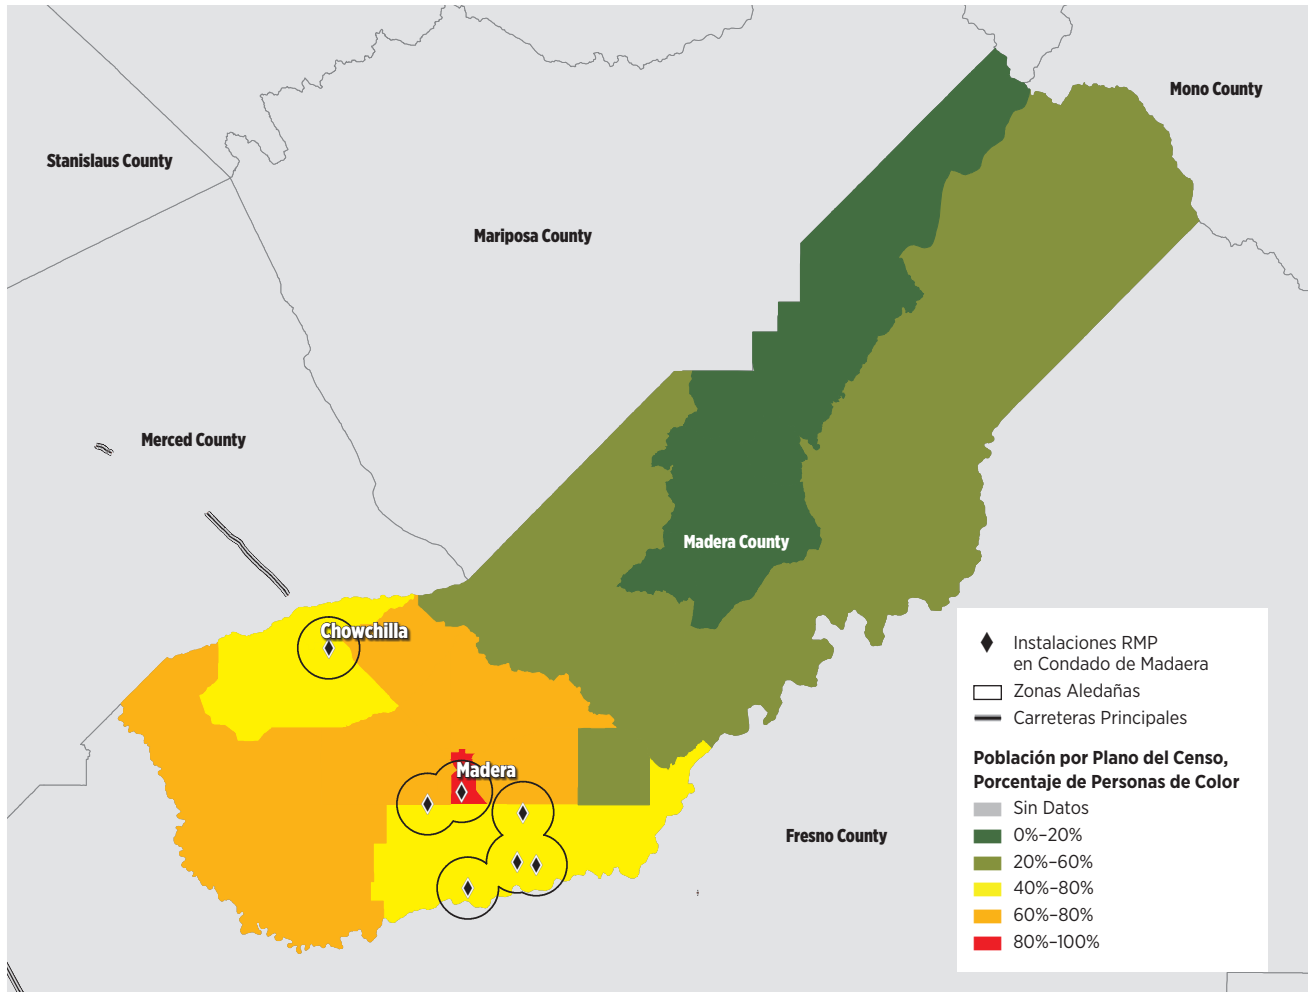 Mono County
Stanislaus County
Mariposa County
Merced County
Madera County
Chowchilla
Madera
Fresno County
Instalaciones RMP
en Condado de Madaera
Zonas Aledañas
Carreteras Principales
Población por Plano del Censo,
Porcentaje de Personas de Color
Sin Datos
0%–20%
20%–60%
40%–80%
60%–80%
80%–100%